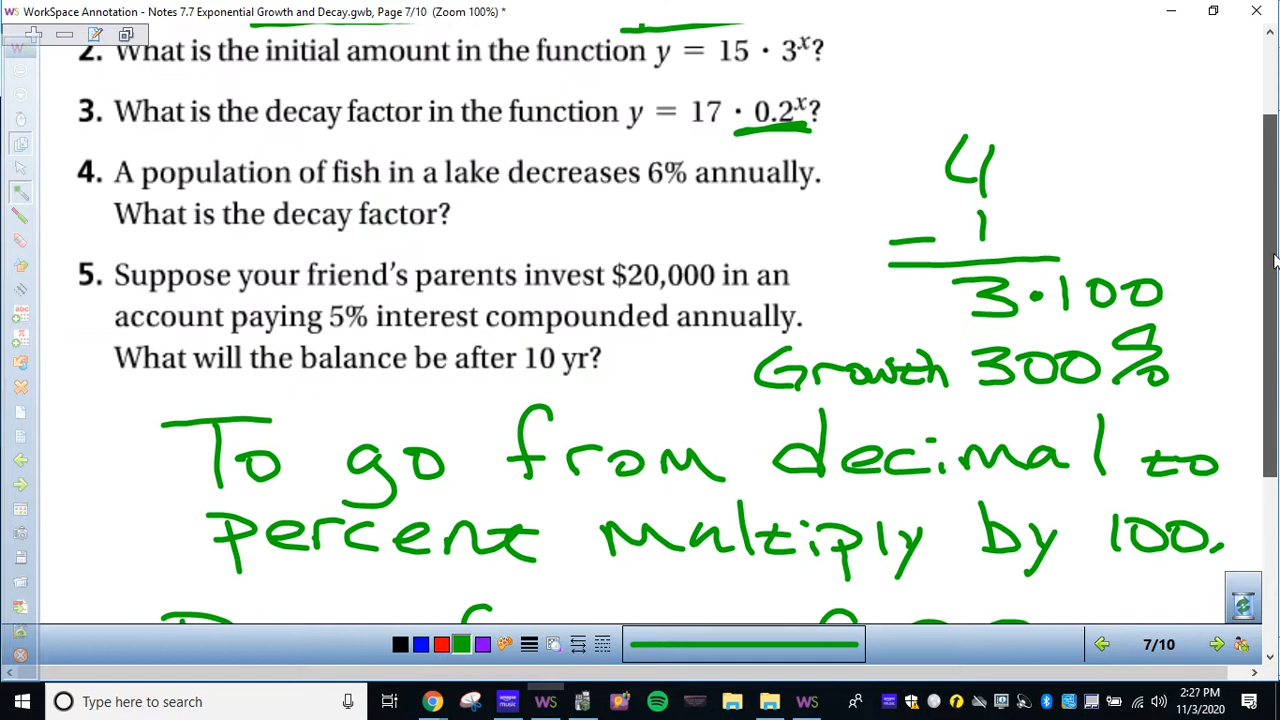 WorkSpace Annotation - Notes 7.7 Exponential Growth and Decay.gwb, Page 7/10 (Zoom 100%) *
2. What is the initial amount in the function y = 15 · 3ˣ?
3. What is the decay factor in the function y = 17 · 0.2ˣ?
4. A population of fish in a lake decreases 6% annually.
What is the decay factor?
4
- 1
3·100
5. Suppose your friend's parents invest $20,000 in an
account paying 5% interest compounded annually.
What will the balance be after 10 yr?
Growth 300%
To go from decimal to
percent multiply by 100.
7/10
Type here to search
2:27 PM
11/3/2020